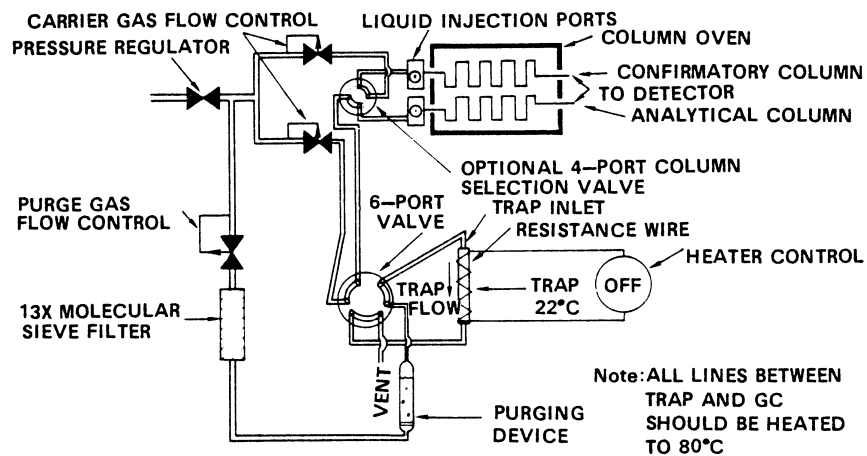 CARRIER GAS FLOW CONTROL
PRESSURE REGULATOR
LIQUID INJECTION PORTS
COLUMN OVEN
CONFIRMATORY COLUMN
TO DETECTOR
ANALYTICAL COLUMN
OPTIONAL 4–PORT COLUMN
SELECTION VALVE
PURGE GAS
FLOW CONTROL
6–PORT
VALVE
TRAP INLET
RESISTANCE WIRE
HEATER CONTROL
OFF
TRAP
FLOW
TRAP
22°C
13X MOLECULAR
SIEVE FILTER
VENT
PURGING
DEVICE
Note:ALL LINES BETWEEN
TRAP AND GC
SHOULD BE HEATED
TO 80°C